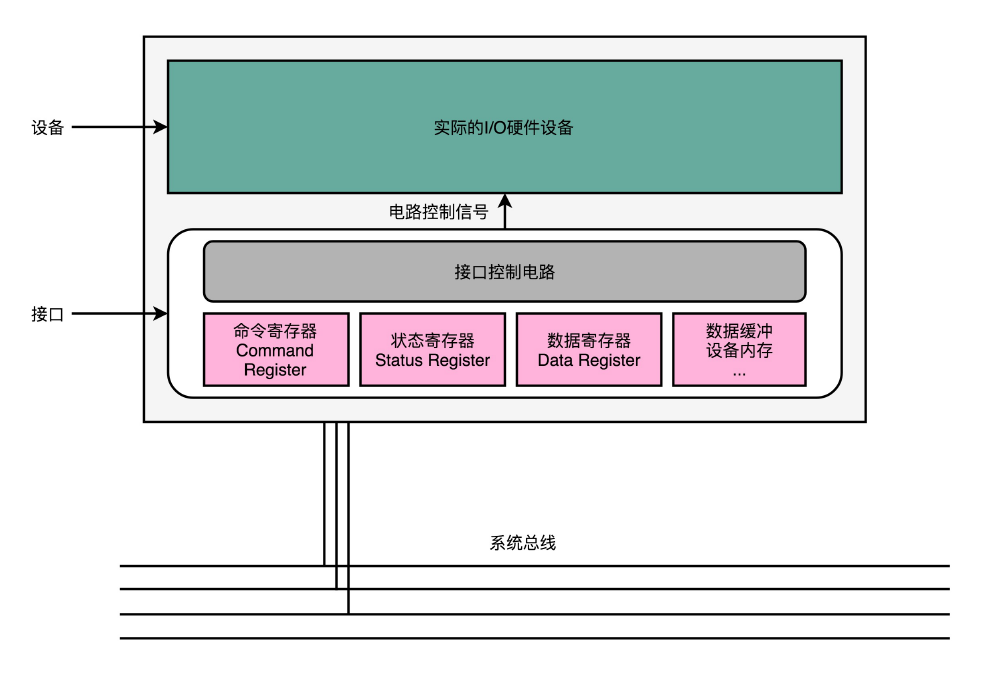 设备
实际的I/O硬件设备
电路控制信号
接口
接口控制电路
命令寄存器
Command
Register
状态寄存器
Status Register
数据寄存器
Data Register
数据缓冲
设备内存
...
系统总线